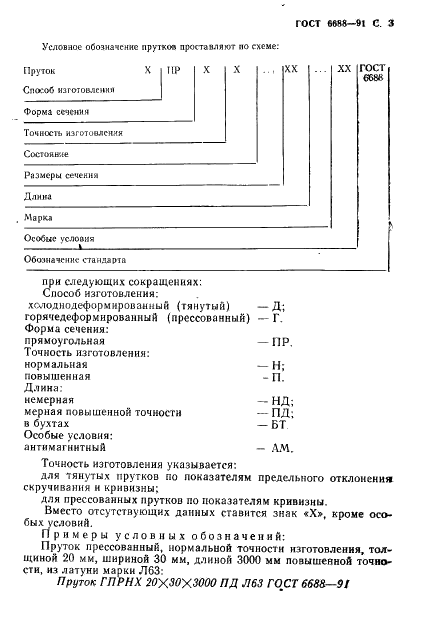 ГОСТ 6688—91 С. 3
Условное обозначение прутков проставляют по схеме:
Пруток Х ПР Х Х ... ХХ ... ХХ ГОСТ 6688
Способ изготовления
Форма сечения
Точность изготовления
Состояние
Размеры сечения
Длина
Марка
Особые условия
Обозначение стандарта
при следующих сокращениях:
Способ изготовления:
холоднодеформированный (тянутый) — Д;
горячедеформированный (прессованный) — Г.
Форма сечения:
прямоугольная — ПР.
Точность изготовления:
нормальная — Н;
повышенная - П.
Длина:
немерная — НД;
мерная повышенной точности — ПД;
в бухтах — БТ
Особые условия:
антимагнитный — АМ.
Точность изготовления указывается:
для тянутых прутков по показателям предельного отклонения
скручивания и кривизны;
для прессованных прутков по показателям кривизны.
Вместо отсутствующих данных ставится знак «Х», кроме осо-
бых условий.
Примеры условных обозначений:
Пруток прессованный, нормальной точности изготовления, тол-
щиной 20 мм, шириной 30 мм, длиной 3000 мм повышенной точно-
сти, из латуни марки Л63:
Пруток ГПРНХ 20×30×3000 ПД Л63 ГОСТ 6688—91